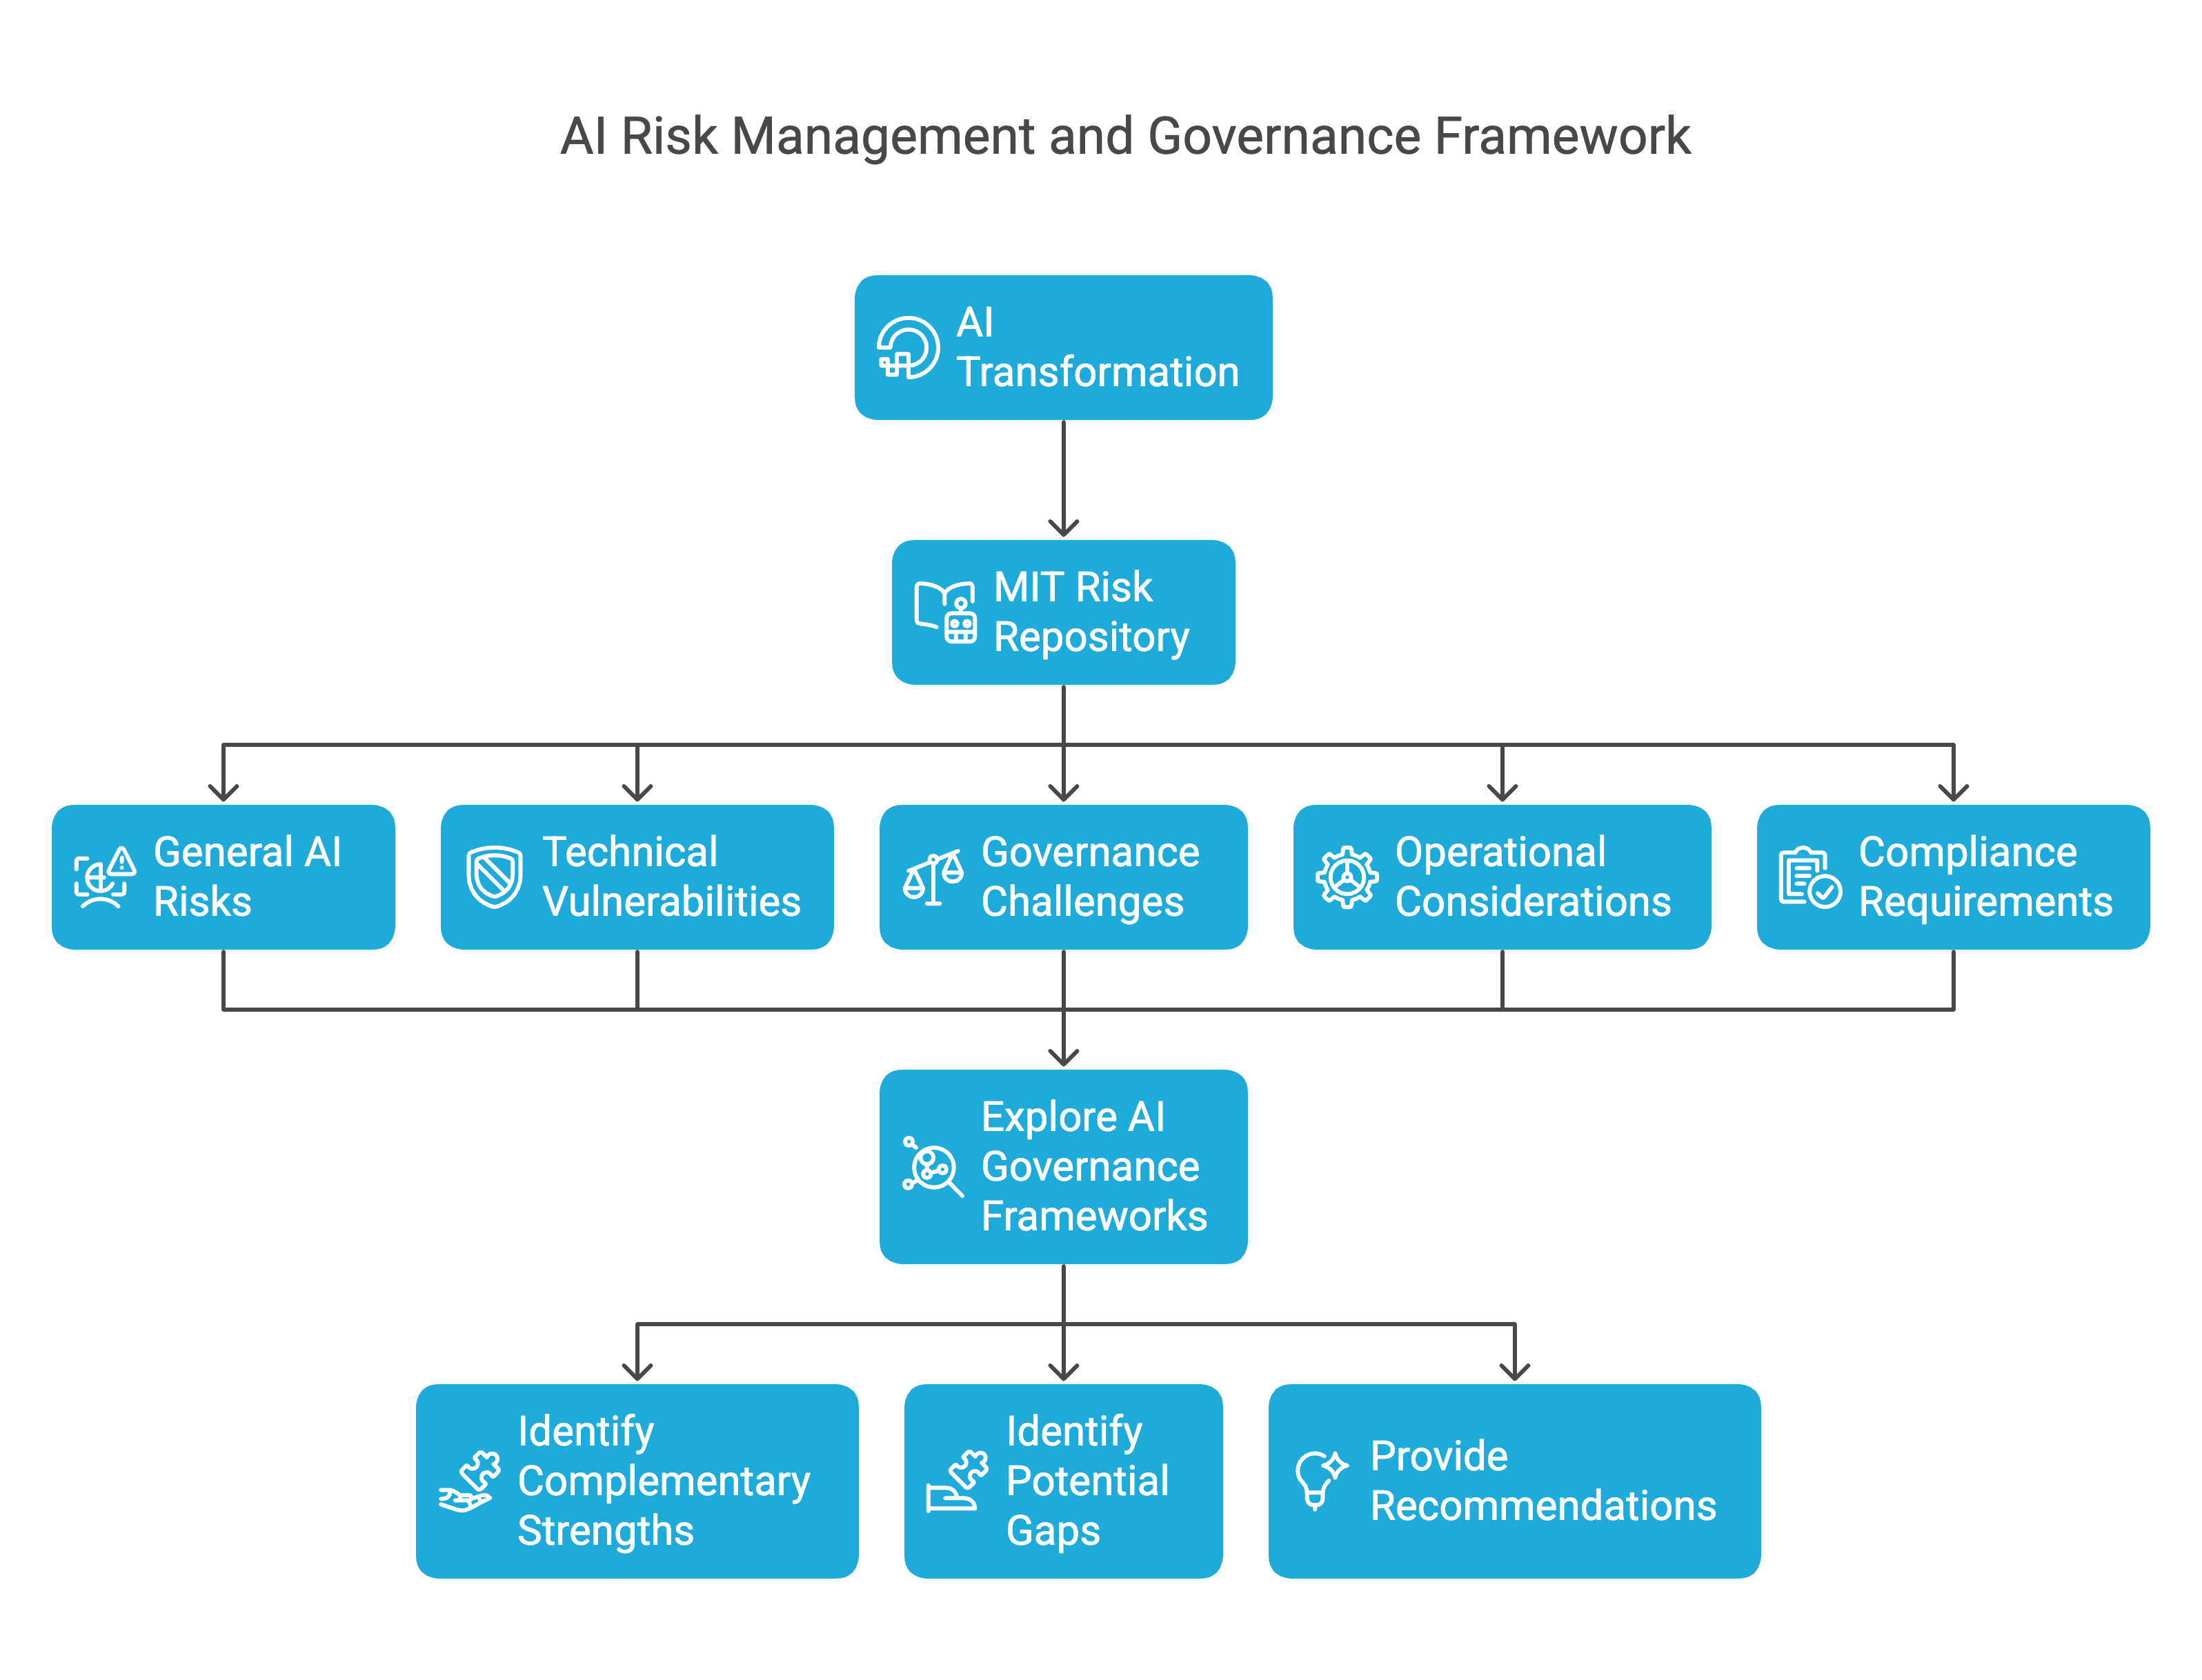 AI Risk Management and Governance Framework
AI
Transformation
MIT Risk
Repository
General AI
Risks
Technical
Vulnerabilities
Governance
Challenges
Operational
Considerations
Compliance
Requirements
Explore AI
Governance
Frameworks
Identify
Complementary
Strengths
Identify
Potential
Gaps
Provide
Recommendations